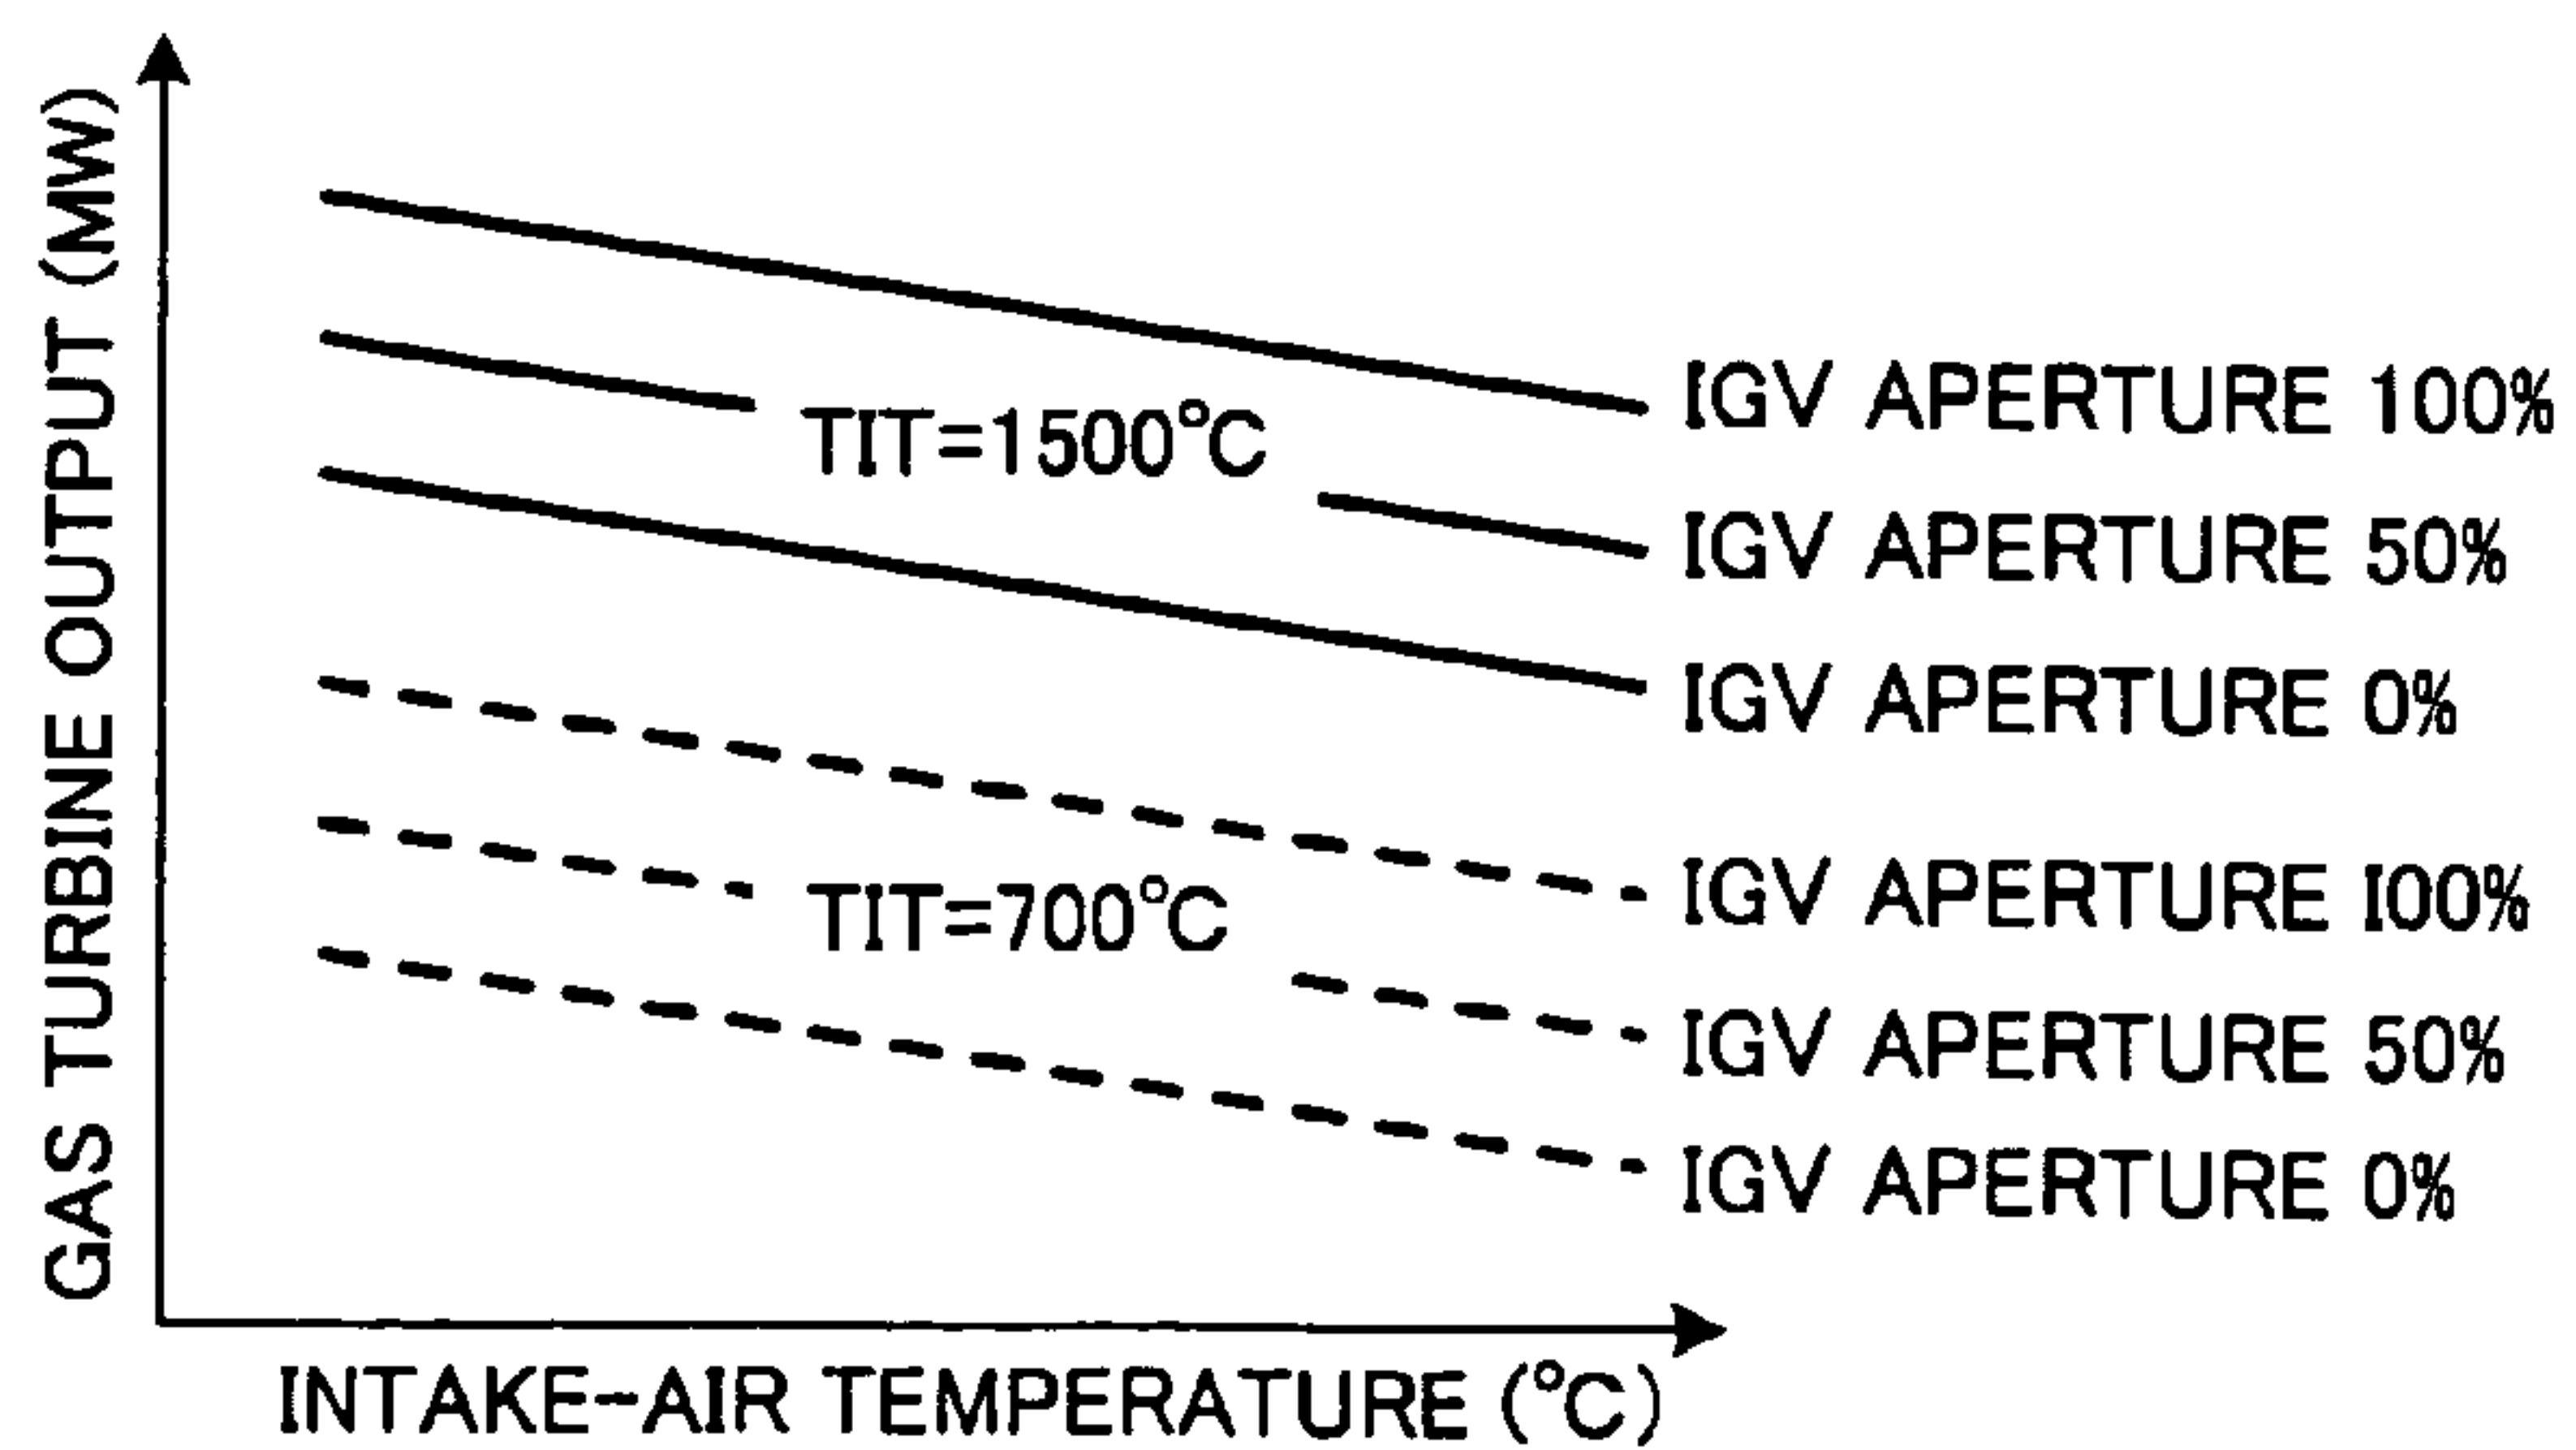 GAS TURBINE OUTPUT (MW)
IGV APERTURE 100%
TIT=1500°C
IGV APERTURE 50%
IGV APERTURE 0%
IGV APERTURE I00%
TIT=700°C
IGV APERTURE 50%
IGV APERTURE 0%
INTAKE-AIR TEMPERATURE (°C)